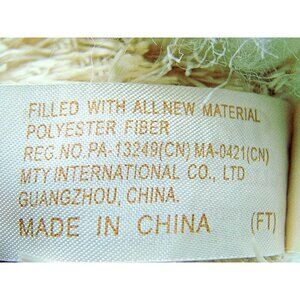 FILLED WITH ALL NEW MATERIAL
POLYESTER FIBER
REG.NO.PA-13249(CN) MA-0421(CN)
MTY INTERNATIONAL CO., LTD
GUANGZHOU, CHINA.
MADE IN CHINA (FT)